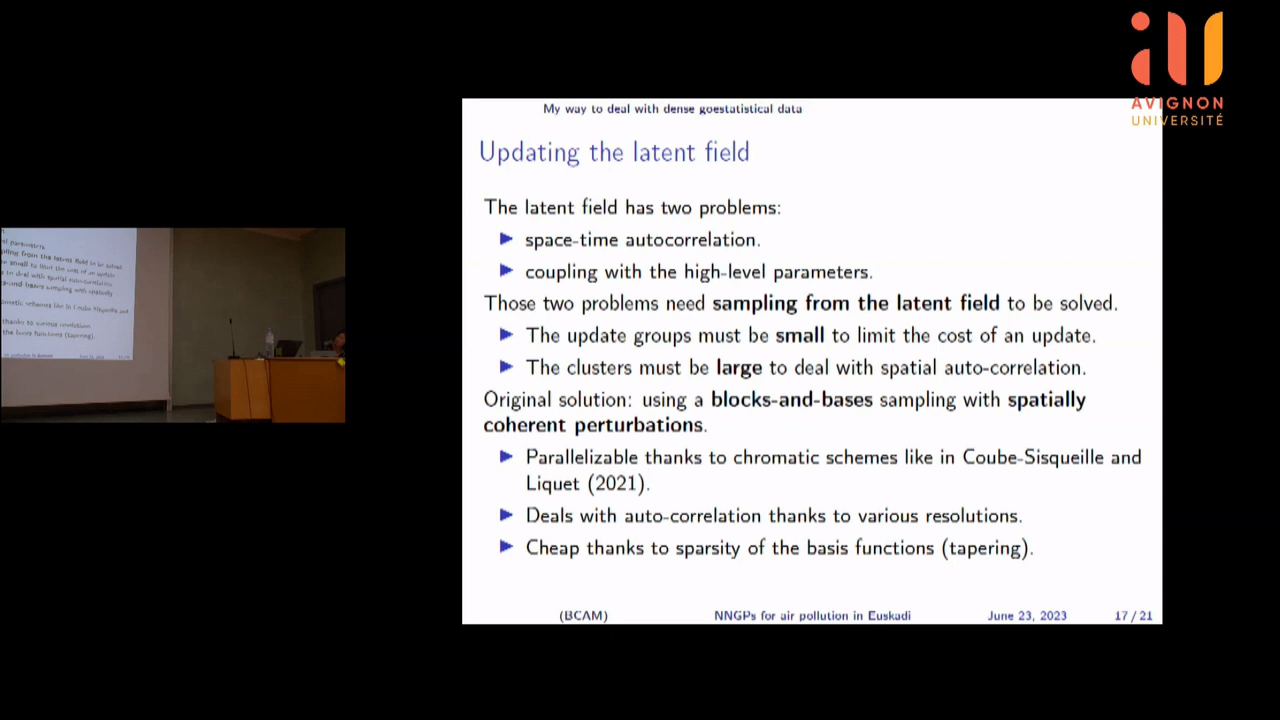 AVIGNON
UNIVERSITÉ
My way to deal with dense goestatistical data
Updating the latent field
The latent field has two problems:
space-time autocorrelation.
coupling with the high-level parameters.
Those two problems need sampling from the latent field to be solved.
The update groups must be small to limit the cost of an update.
The clusters must be large to deal with spatial auto-correlation.
Original solution: using a blocks-and-bases sampling with spatially
coherent perturbations.
Parallelizable thanks to chromatic schemes like in Coube-Sisqueille and
Liquet (2021).
Deals with auto-correlation thanks to various resolutions.
Cheap thanks to sparsity of the basis functions (tapering).
(BCAM) NNGPs for air pollution in Euskadi June 23, 2023 17 / 21